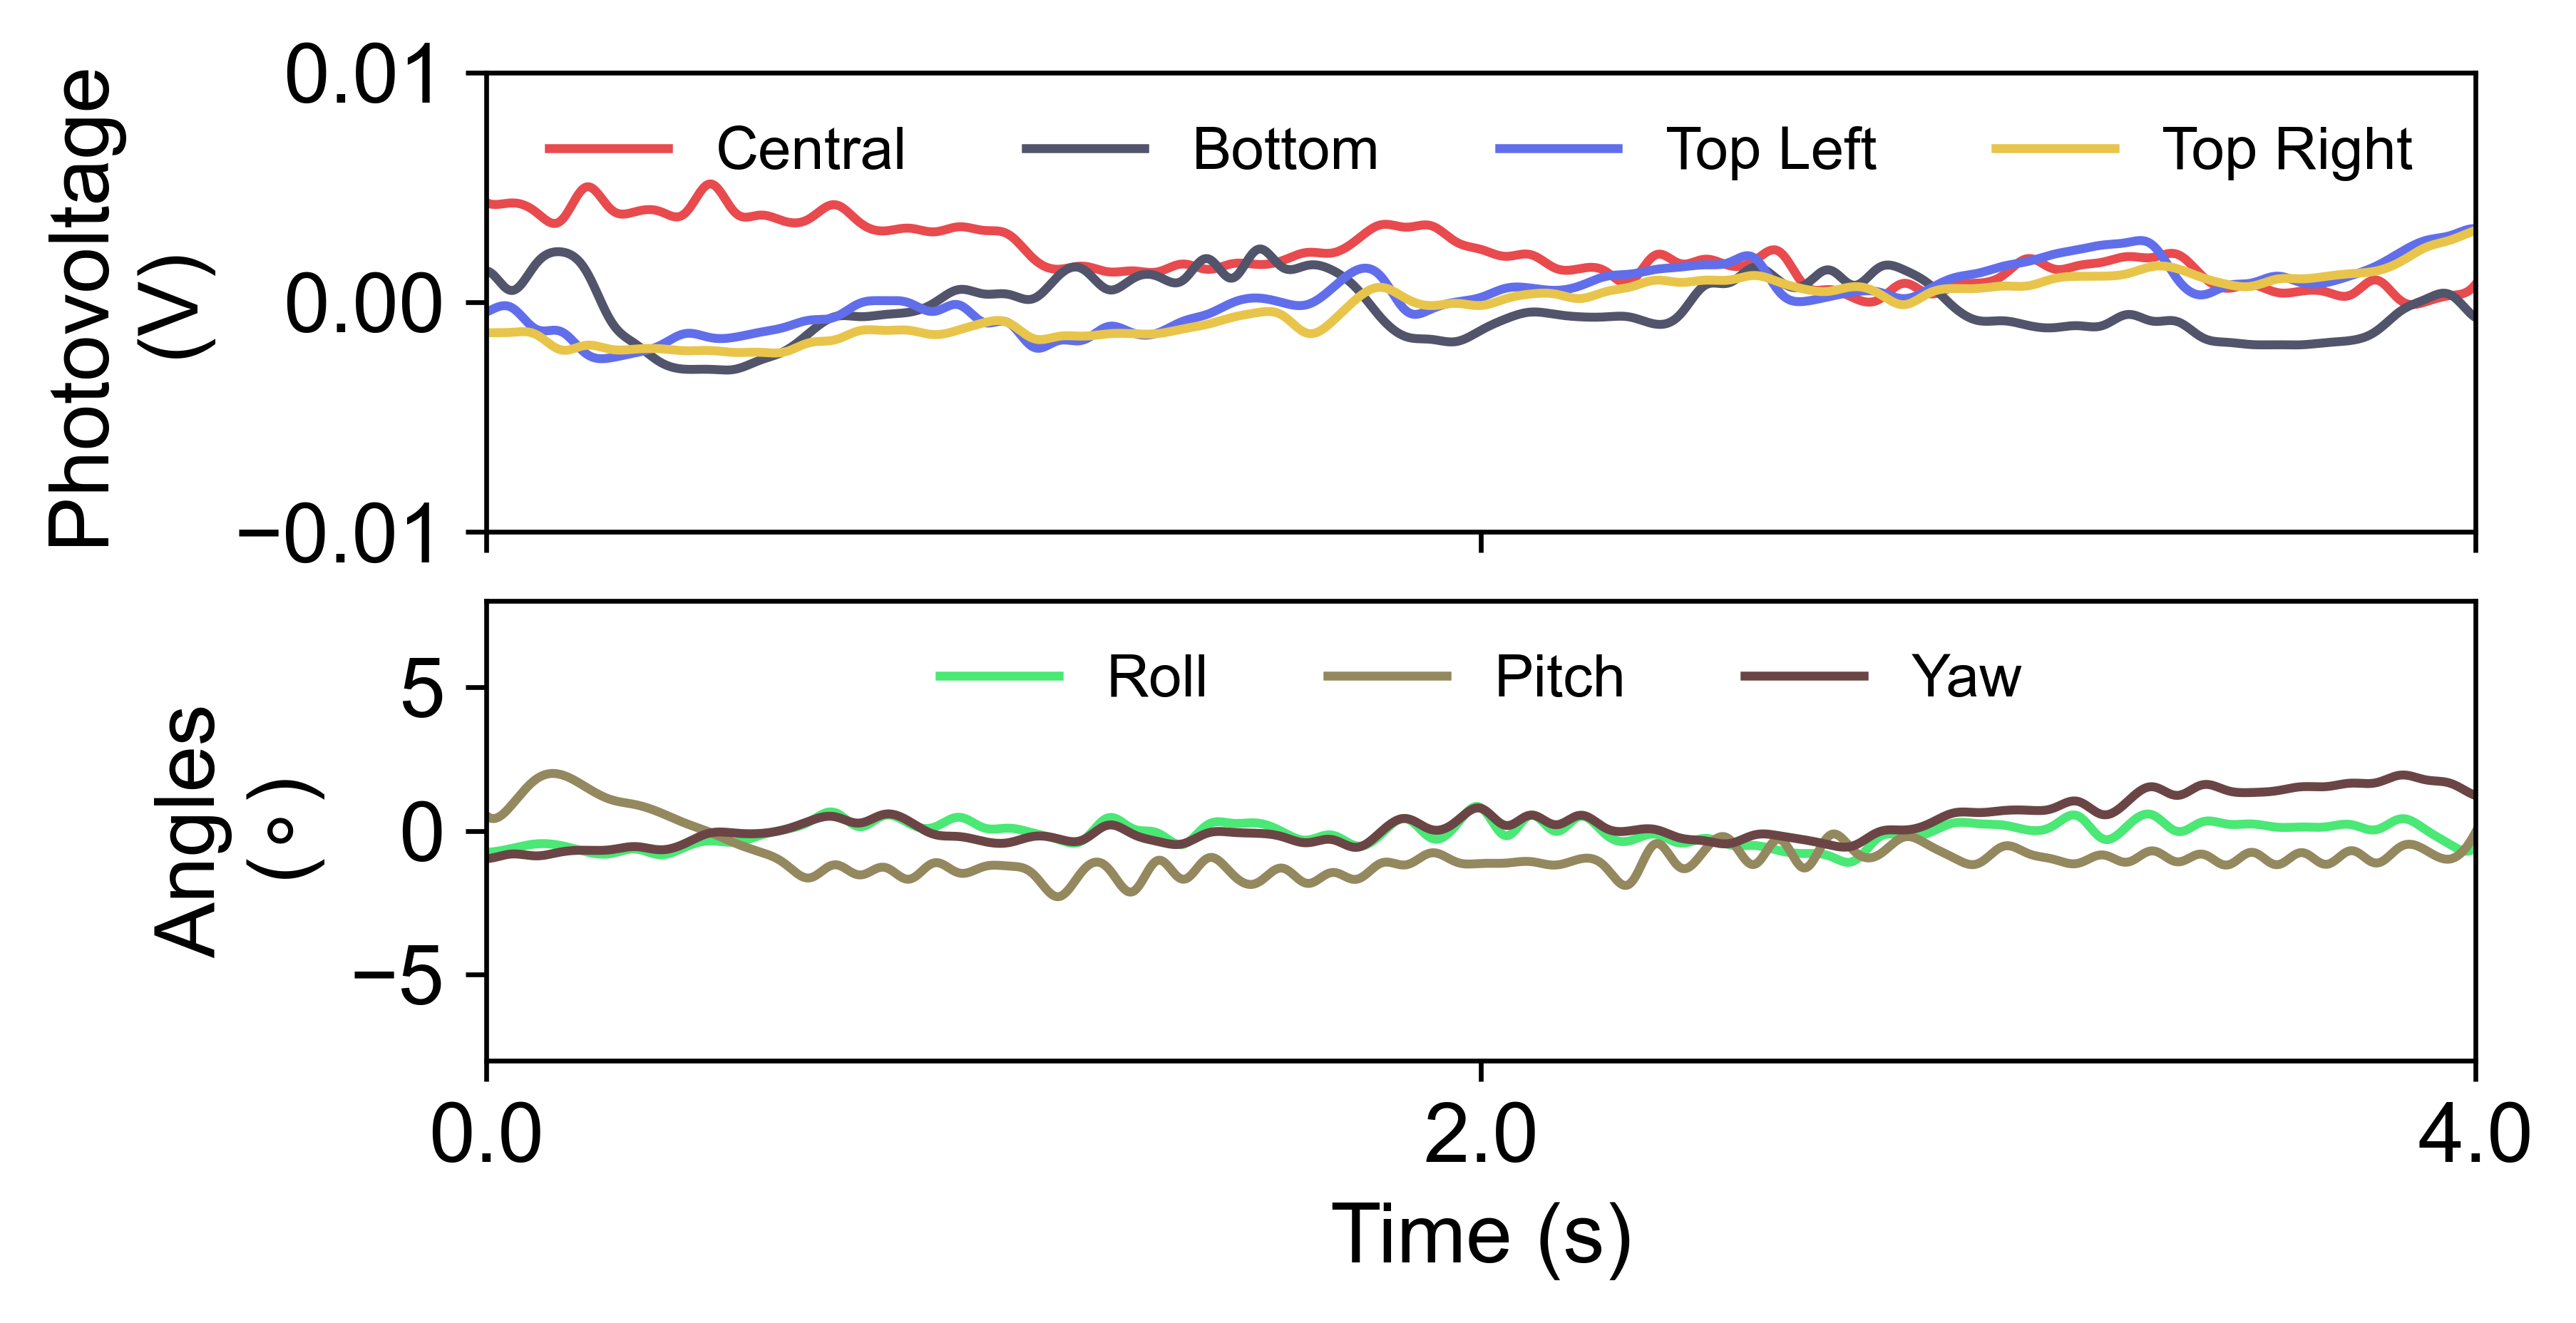 Photovoltage
(V)
0.01
0.00
−0.01
Central
Bottom
Top Left
Top Right
Angles
(∘)
5
0
−5
Roll
Pitch
Yaw
0.0
2.0
4.0
Time (s)